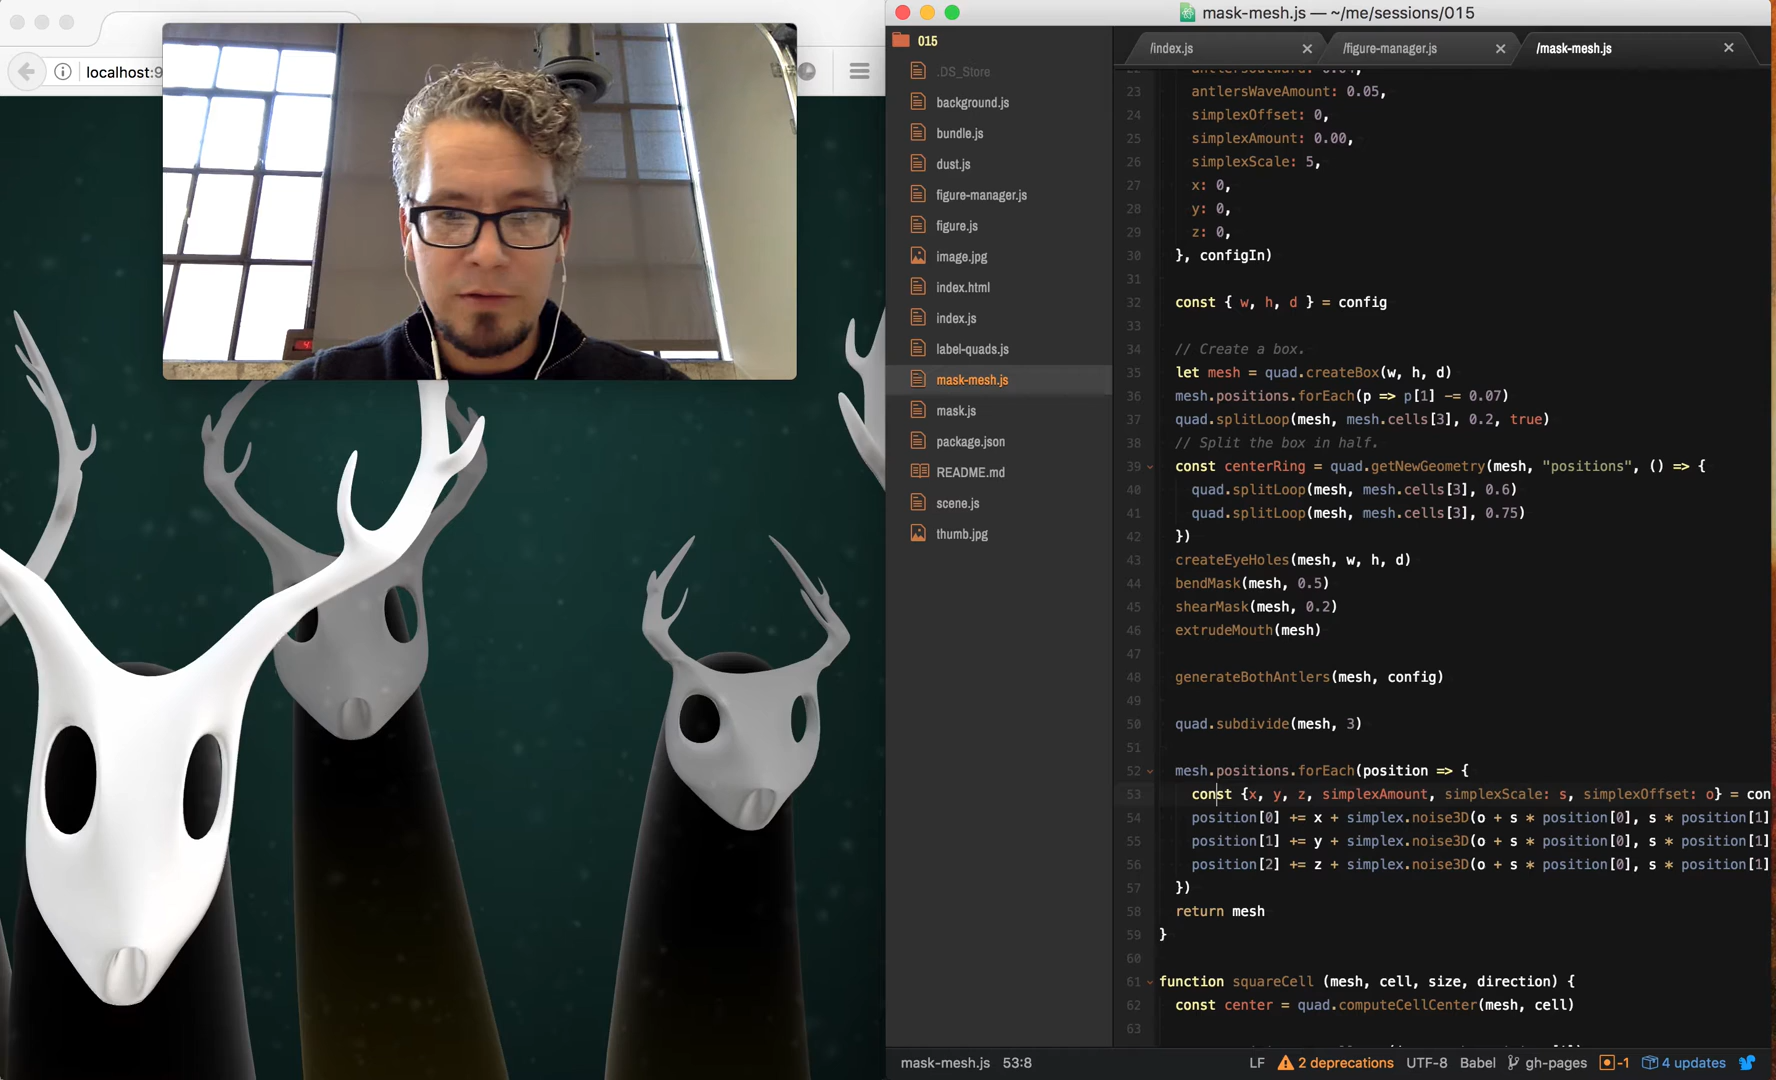 localhost:9
mask-mesh.js — ~/me/sessions/015
015
.DS_Store
background.js
bundle.js
dust.js
figure-manager.js
figure.js
image.jpg
index.html
index.js
label-quads.js
mask-mesh.js
mask.js
package.json
README.md
scene.js
thumb.jpg
/index.js
/figure-manager.js
/mask-mesh.js
23 antlersWaveAmount: 0.05,
24 simplexOffset: 0,
25 simplexAmount: 0.00,
26 simplexScale: 5,
27 x: 0,
28 y: 0,
29 z: 0,
30 }, configIn)
31
32 const { w, h, d } = config
33
34 // Create a box.
35 let mesh = quad.createBox(w, h, d)
36 mesh.positions.forEach(p => p[1] -= 0.07)
37 quad.splitLoop(mesh, mesh.cells[3], 0.2, true)
38 // Split the box in half.
39 const centerRing = quad.getNewGeometry(mesh, "positions", () => {
40 quad.splitLoop(mesh, mesh.cells[3], 0.6)
41 quad.splitLoop(mesh, mesh.cells[3], 0.75)
42 })
43 createEyeHoles(mesh, w, h, d)
44 bendMask(mesh, 0.5)
45 shearMask(mesh, 0.2)
46 extrudeMouth(mesh)
47
48 generateBothAntlers(mesh, config)
49
50 quad.subdivide(mesh, 3)
51
52 mesh.positions.forEach(position => {
53 const {x, y, z, simplexAmount, simplexScale: s, simplexOffset: o} = con
54 position[0] += x + simplex.noise3D(o + s * position[0], s * position[1]
55 position[1] += y + simplex.noise3D(o + s * position[0], s * position[1]
56 position[2] += z + simplex.noise3D(o + s * position[0], s * position[1]
57 })
58 return mesh
59 }
60
61 function squareCell (mesh, cell, size, direction) {
62 const center = quad.computeCellCenter(mesh, cell)
63
mask-mesh.js 53:8
LF 2 deprecations UTF-8 Babel gh-pages -1 4 updates